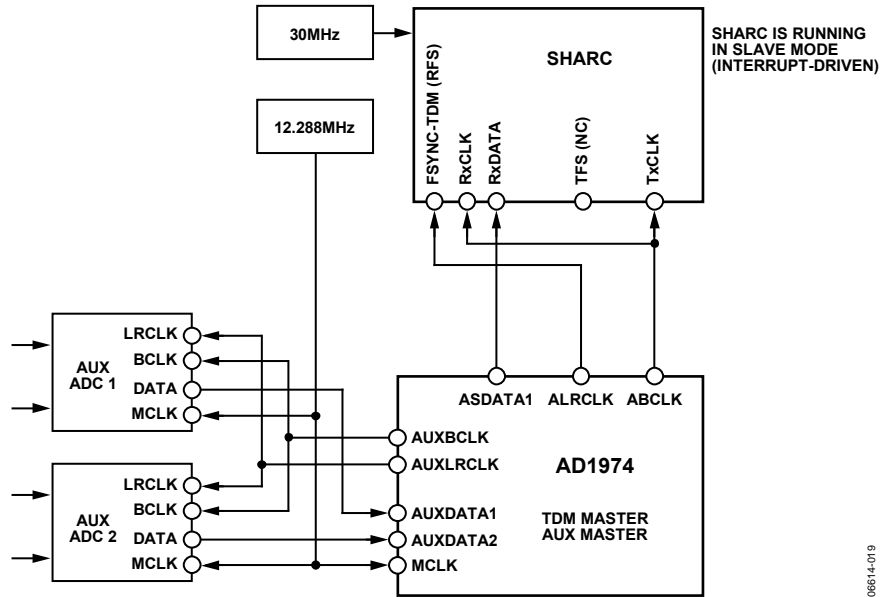 30MHz
12.288MHz
SHARC
SHARC IS RUNNING
IN SLAVE MODE
(INTERRUPT-DRIVEN)
FSYNC-TDM (RFS)
RxCLK
RxDATA
TFS (NC)
TxCLK
AUX
ADC 1
LRCLK
BCLK
DATA
MCLK
AUX
ADC 2
LRCLK
BCLK
DATA
MCLK
ASDATA1
ALRCLK
ABCLK
AUXBCLK
AUXLRCLK
AUXDATA1
AUXDATA2
MCLK
AD1974
TDM MASTER
AUX MASTER
06614-019